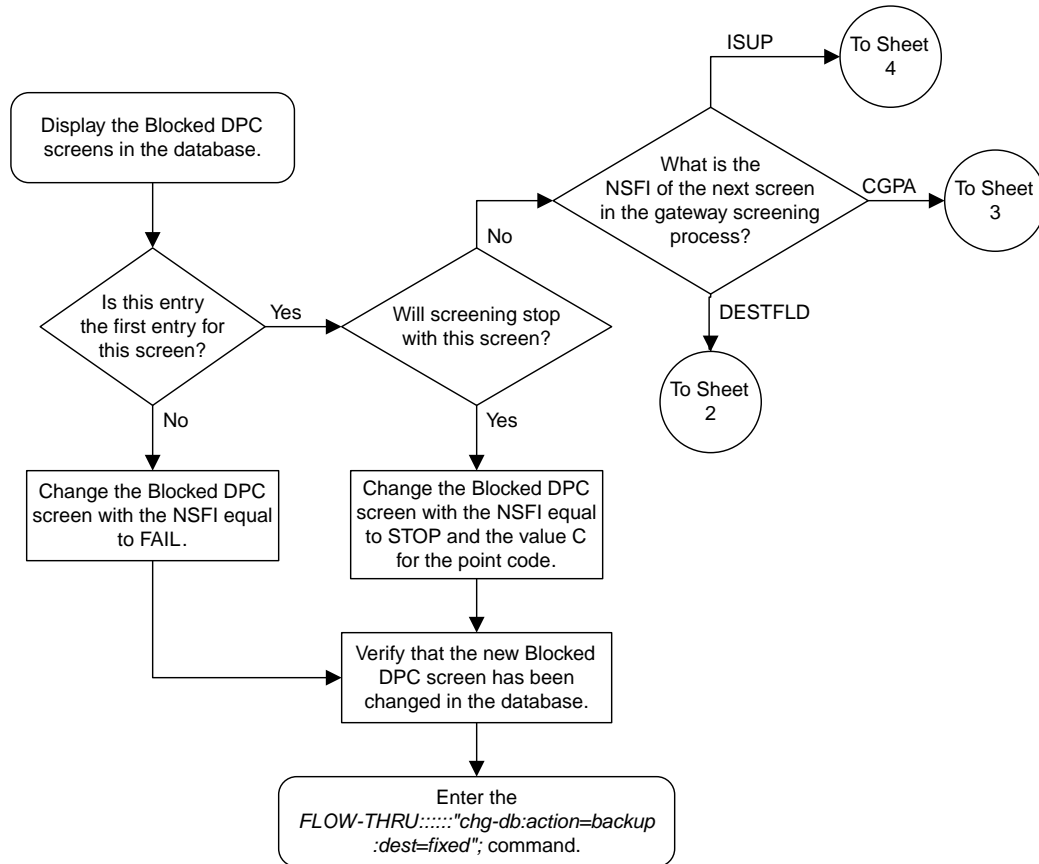 Display the Blocked DPC
screens in the database.
Is this entry
the first entry for
this screen?
Yes
No
Change the Blocked DPC
screen with the NSFI equal
to FAIL.
Will screening stop
with this screen?
No
Yes
Change the Blocked DPC
screen with the NSFI equal
to STOP and the value C
for the point code.
Verify that the new Blocked
DPC screen has been
changed in the database.
Enter the
FLOW-THRU::::::"chg-db:action=backup
:dest=fixed"; command.
What is the
NSFI of the next screen
in the gateway screening
process?
ISUP
To Sheet
4
CGPA
To Sheet
3
DESTFLD
To Sheet
2